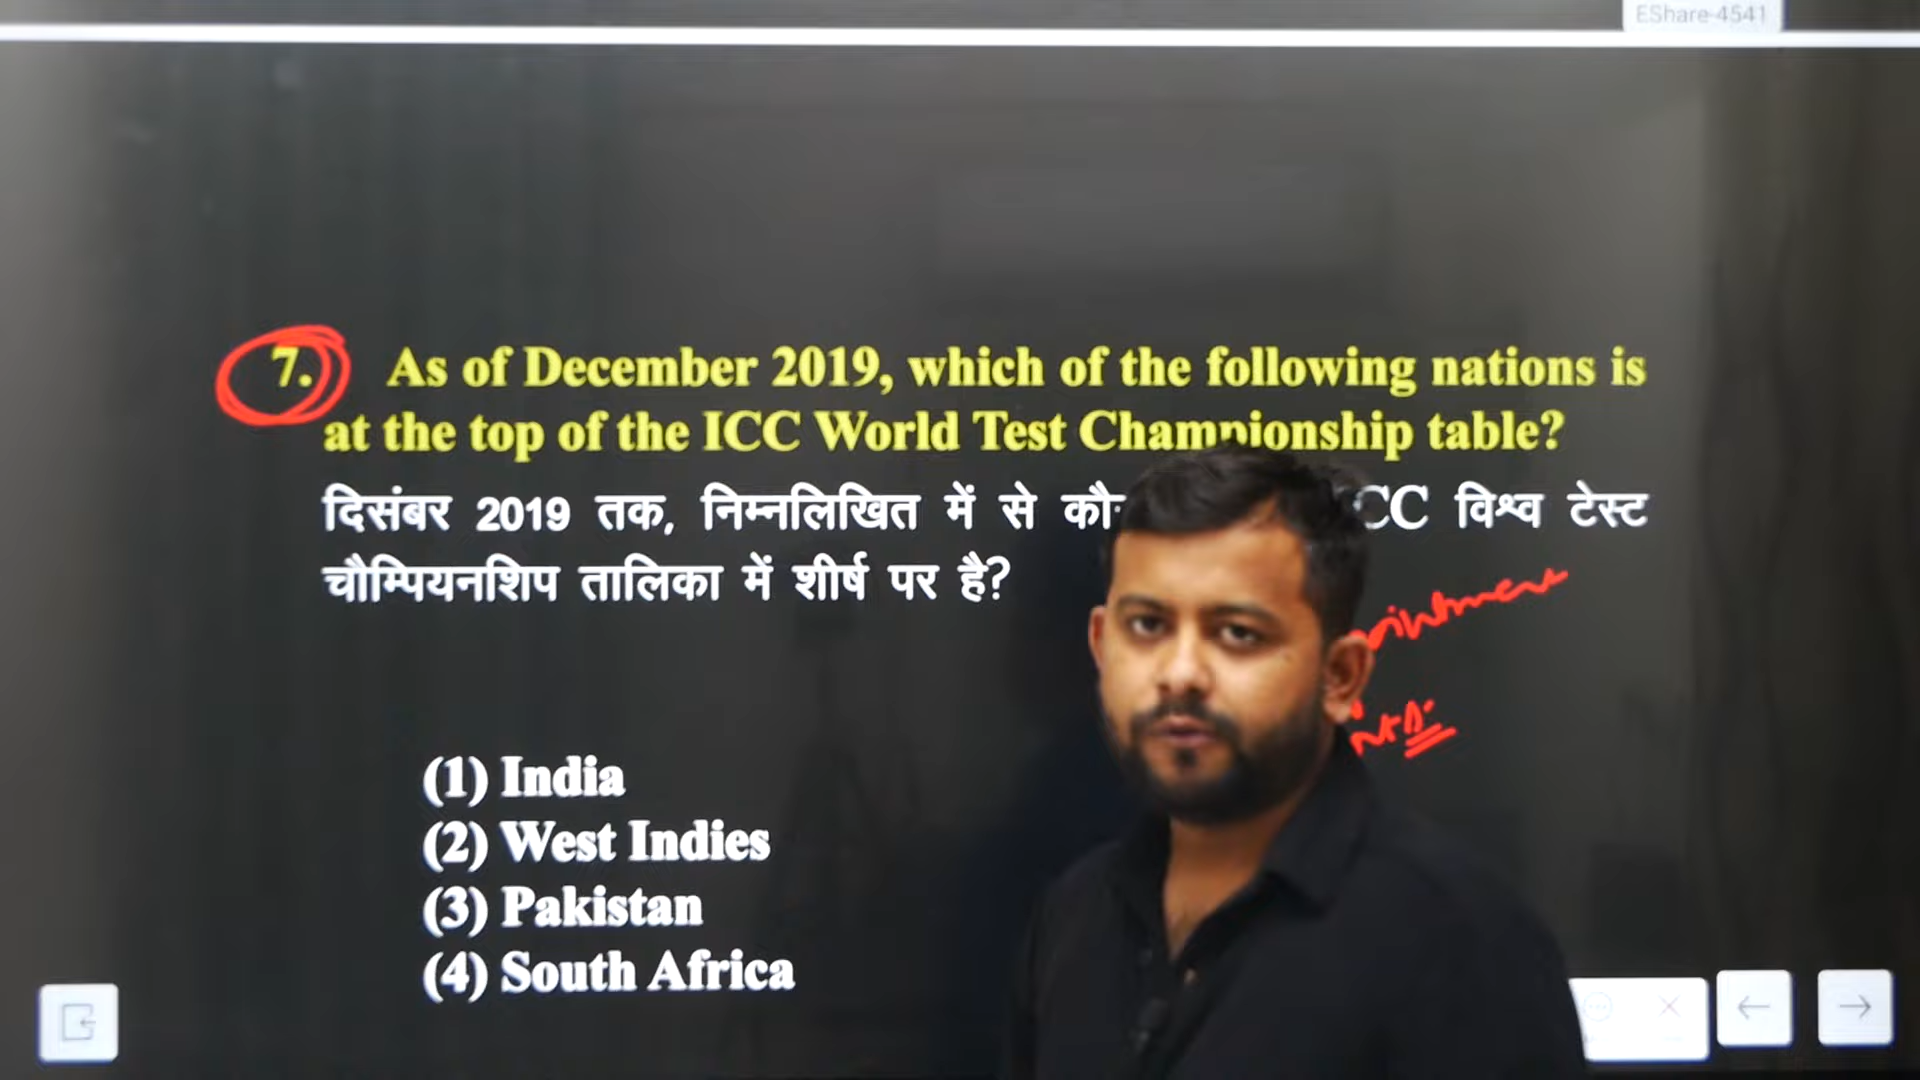 EShare-4541
7. As of December 2019, which of the following nations is
at the top of the ICC World Test Championship table?
दिसंबर 2019 तक, निम्नलिखित में से CC विश्व टेस्ट
चौम्पियनशिप तालिका में शीर्ष पर है?
(1) India
(2) West Indies
(3) Pakistan
(4) South Africa